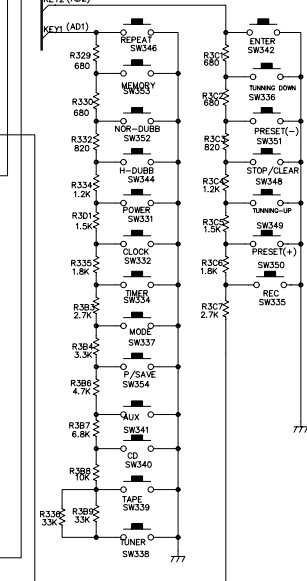 KEY2 (AD2)
KEY1 (AD1)
REPEAT
SW346
R329
680
MEMORY
SW353
R330
680
NOR-DUBB
SW352
R332
820
H-DUBB
SW344
R334
1.2K
POWER
SW331
R3D1
1.5K
CLOCK
SW332
R335
1.8K
TIMER
SW334
R3B3
2.7K
MODE
SW337
R3B4
3.3K
P/SAVE
SW354
R3B6
4.7K
AUX
SW341
R3B7
6.8K
CD
SW340
R3B8
10K
TAPE
SW339
R336
33K
R3B9
33K
TUNER
SW338
ENTER
SW342
R3C1
680
TUNNING DOWN
SW336
R3C2
680
PRESET(-)
SW351
R3C3
820
STOP/CLEAR
SW348
R3C4
1.2K
TUNNING-UP
SW349
R3C5
1.5K
PRESET(+)
SW350
R3C6
1.8K
REC
SW335
R3C7
2.7K